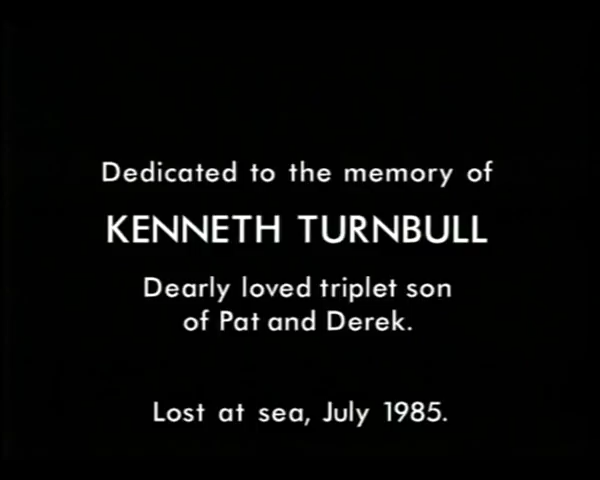 Dedicated to the memory of
KENNETH TURNBULL
Dearly loved triplet son
of Pat and Derek.
Lost at sea, July 1985.